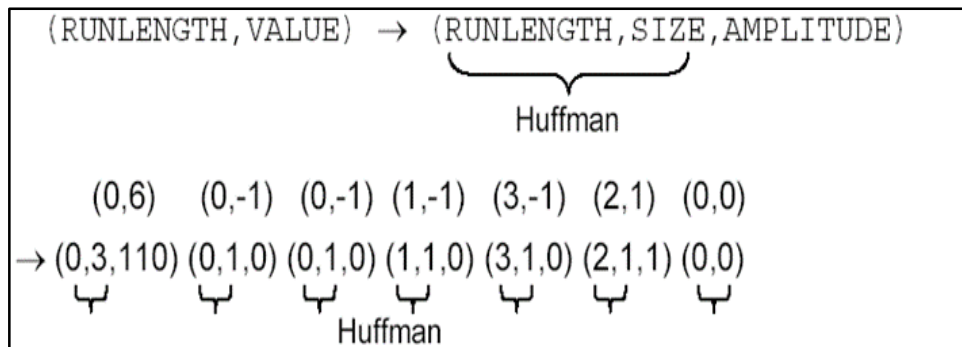 (RUNLENGTH,VALUE) → (RUNLENGTH,SIZE,AMPLITUDE)
Huffman
(0,6) (0,-1) (0,-1) (1,-1) (3,-1) (2,1) (0,0)
→ (0,3,110) (0,1,0) (0,1,0) (1,1,0) (3,1,0) (2,1,1) (0,0)
Huffman